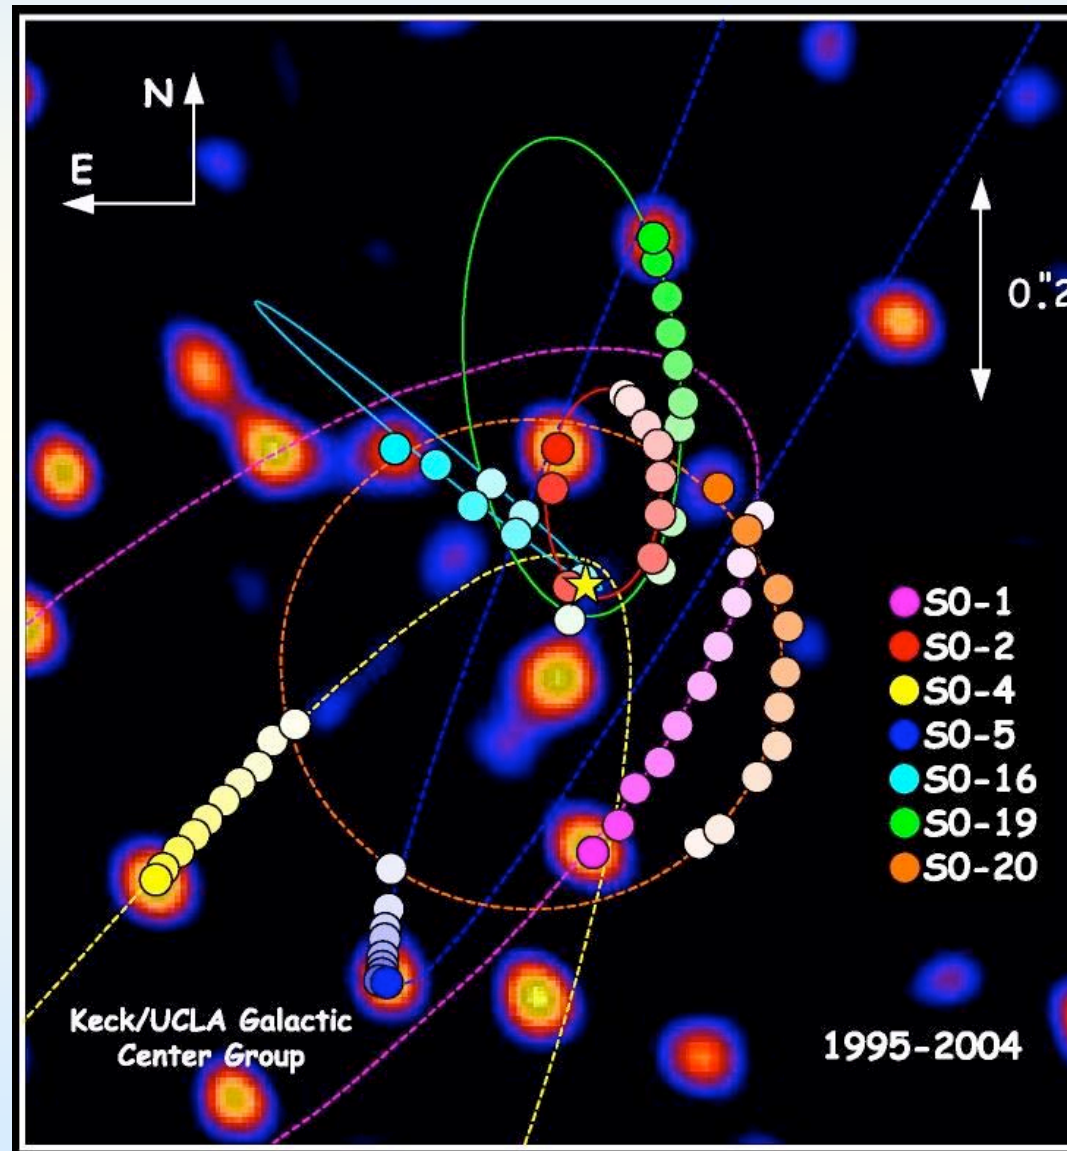 N
E
0."2
S0-1
S0-2
S0-4
S0-5
S0-16
S0-19
S0-20
Keck/UCLA Galactic
Center Group
1995-2004